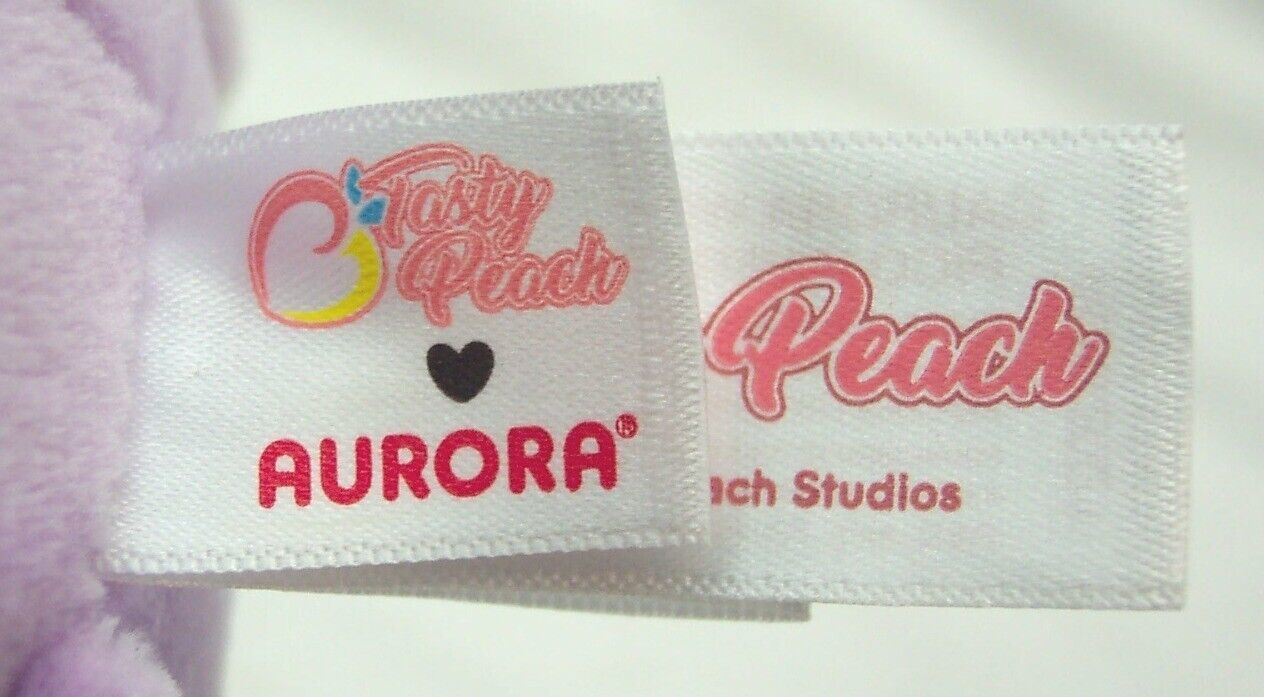 Tasty
Peach
AURORA®
Peach
ach Studios